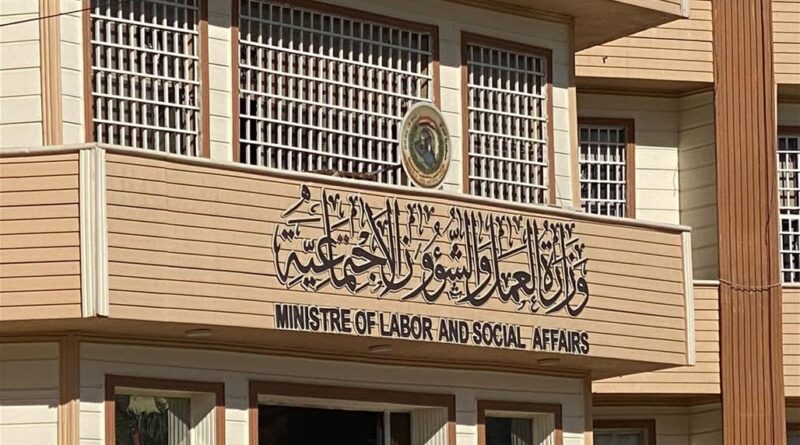 وزارة العمل والشؤون الاجتماعية
MINISTRE OF LABOR AND SOCIAL AFFAIRS